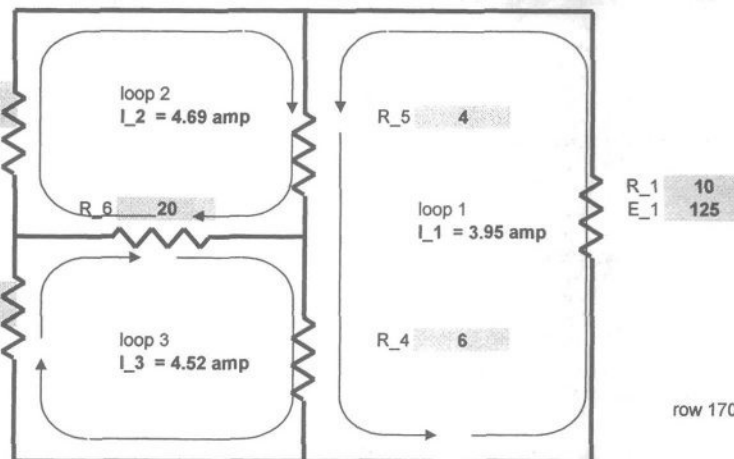 loop 2
I_2 = 4.69 amp
R_5 4
R_6 20
R_1 10
E_1 125
loop 1
I_1 = 3.95 amp
loop 3
I_3 = 4.52 amp
R_4 6
row 170